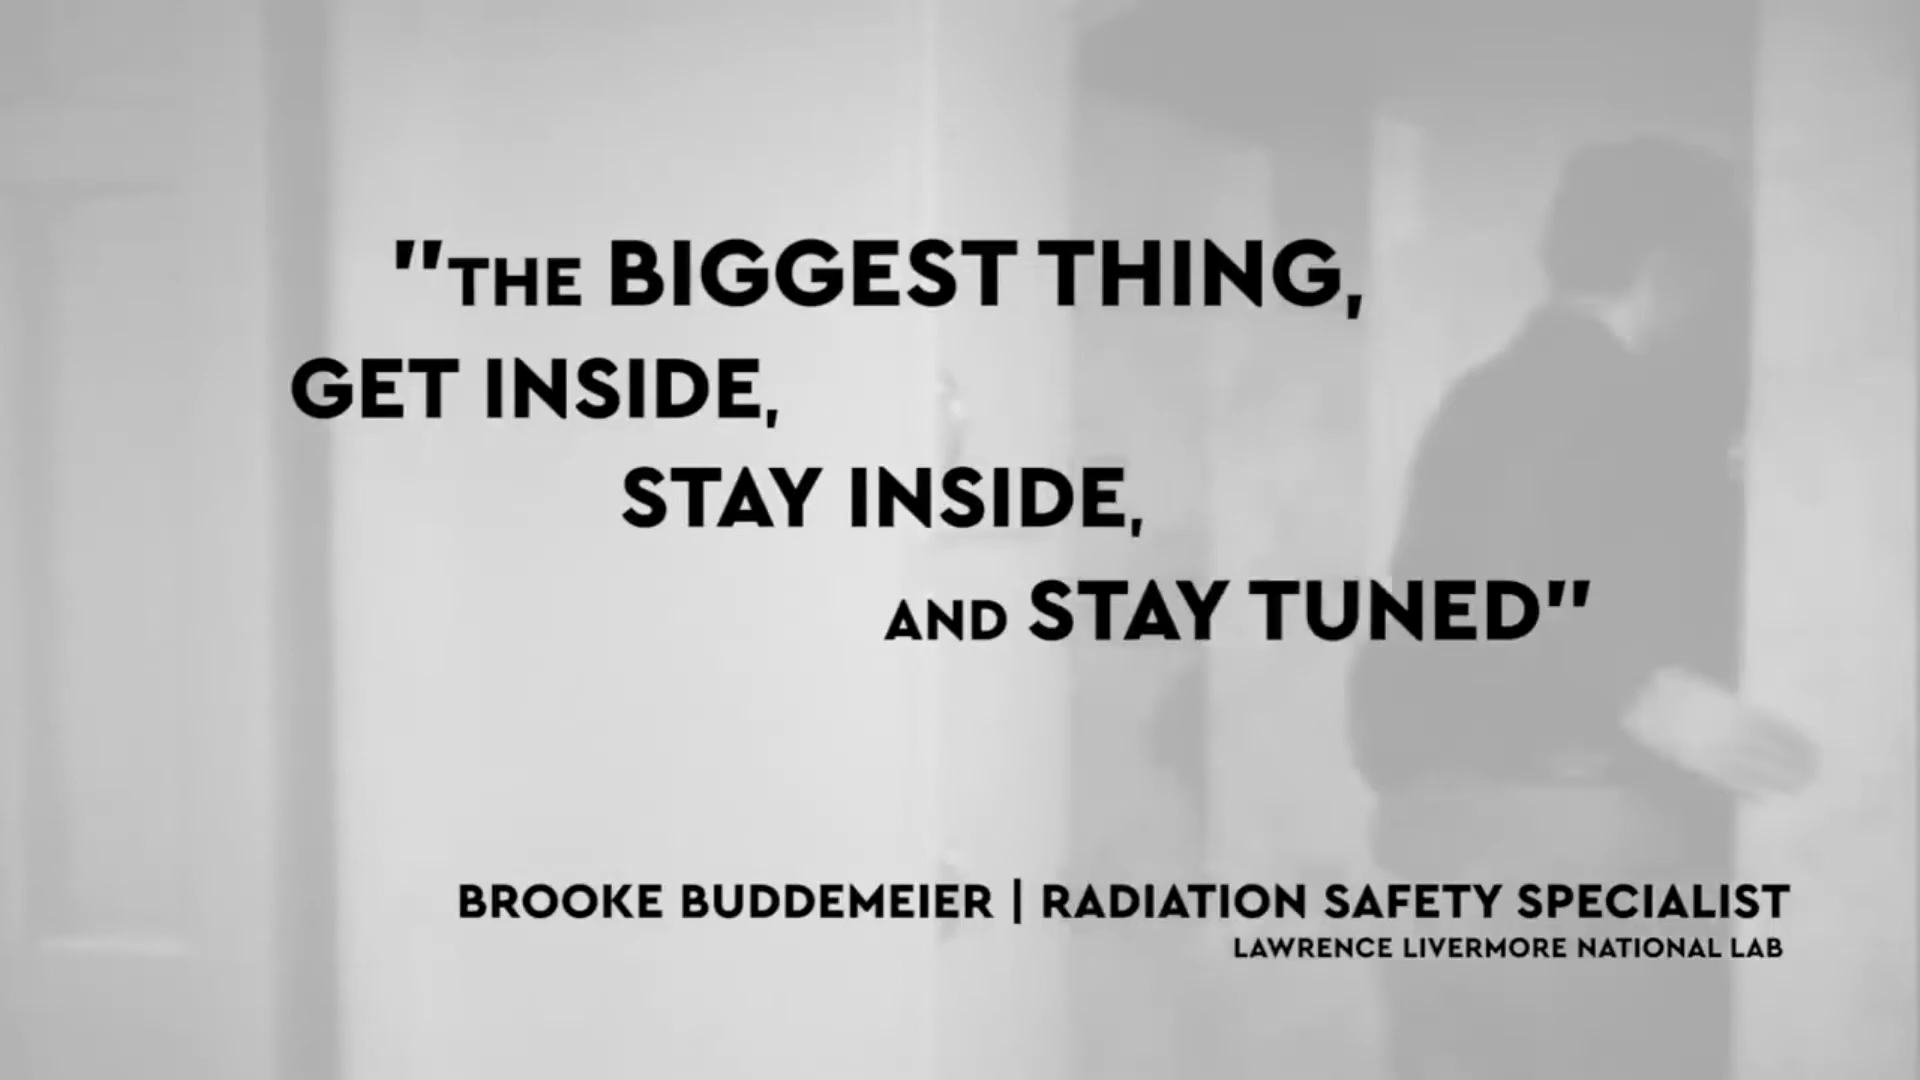 "THE BIGGEST THING,
GET INSIDE,
STAY INSIDE,
AND STAY TUNED"
BROOKE BUDDEMEIER | RADIATION SAFETY SPECIALIST
LAWRENCE LIVERMORE NATIONAL LAB